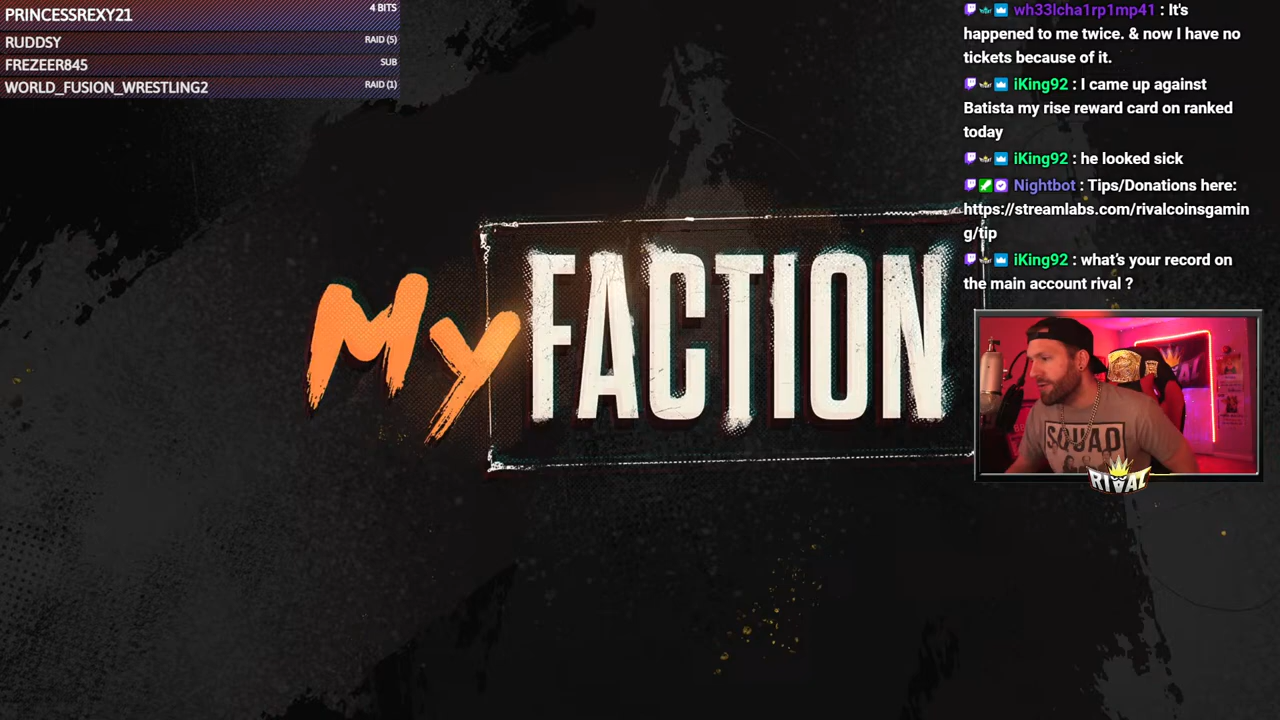 PRINCESSREXY21 4 BITS
RUDDSY RAID (5)
FREZEER845 SUB
WORLD_FUSION_WRESTLING2 RAID (1)
wh33lcha1rp1mp41 : It's
happened to me twice. & now I have no
tickets because of it.
iKing92 : I came up against
Batista my rise reward card on ranked
today
iKing92 : he looked sick
Nightbot : Tips/Donations here:
https://streamlabs.com/rivalcoinsgamin
g/tip
iKing92 : what's your record on
the main account rival ?
My FACTION
SQUAD
RIVAL